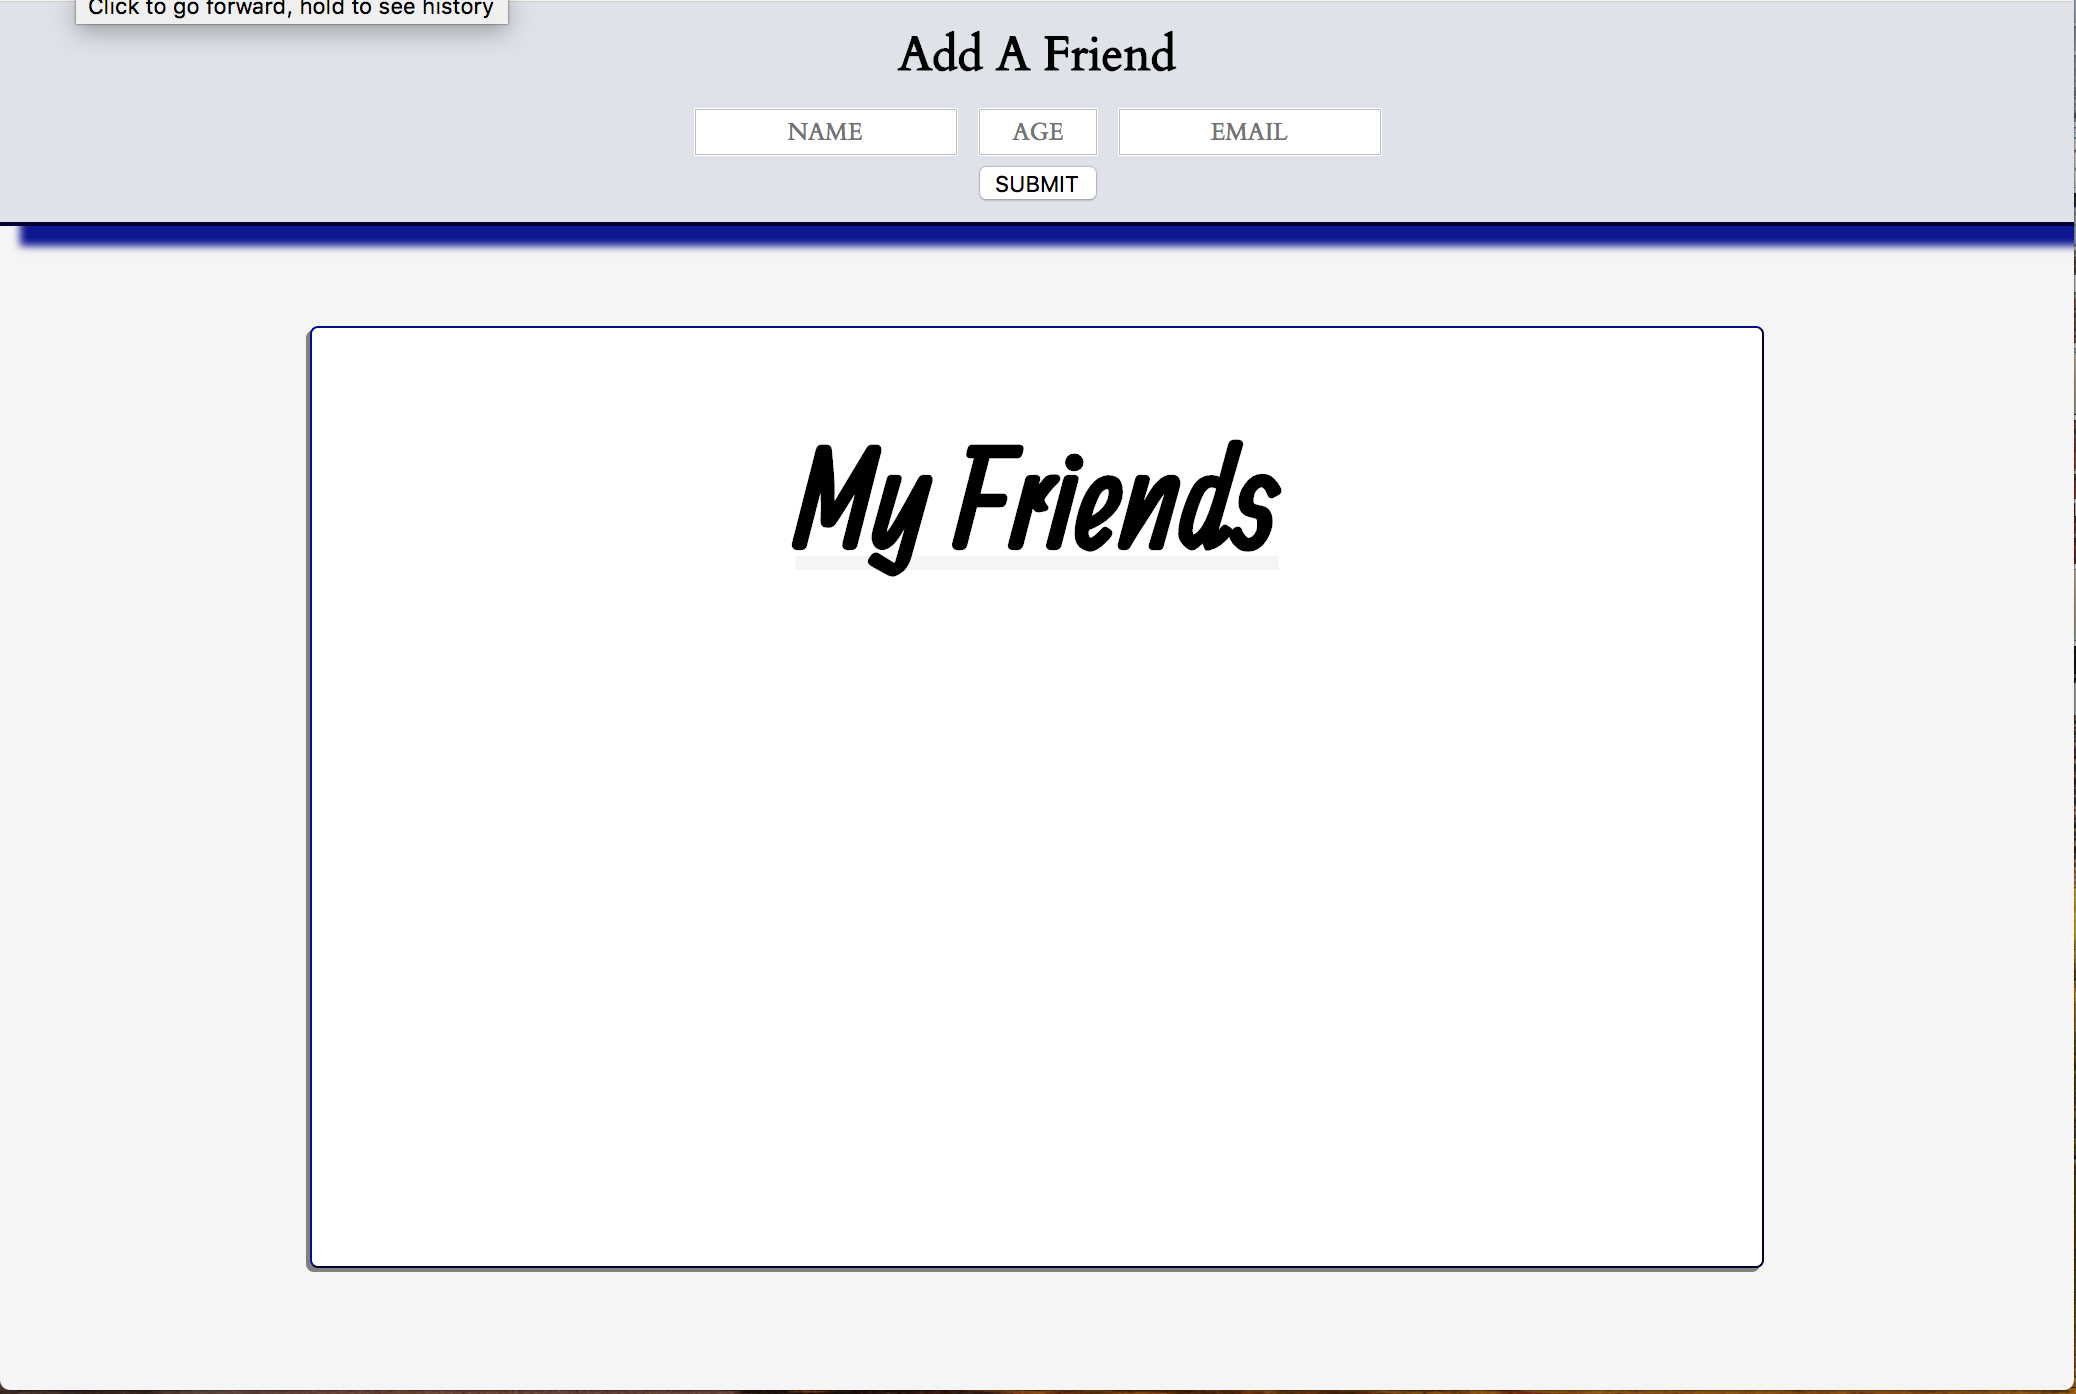 Click to go forward, hold to see history
Add A Friend
NAME AGE EMAIL
SUBMIT
My Friends